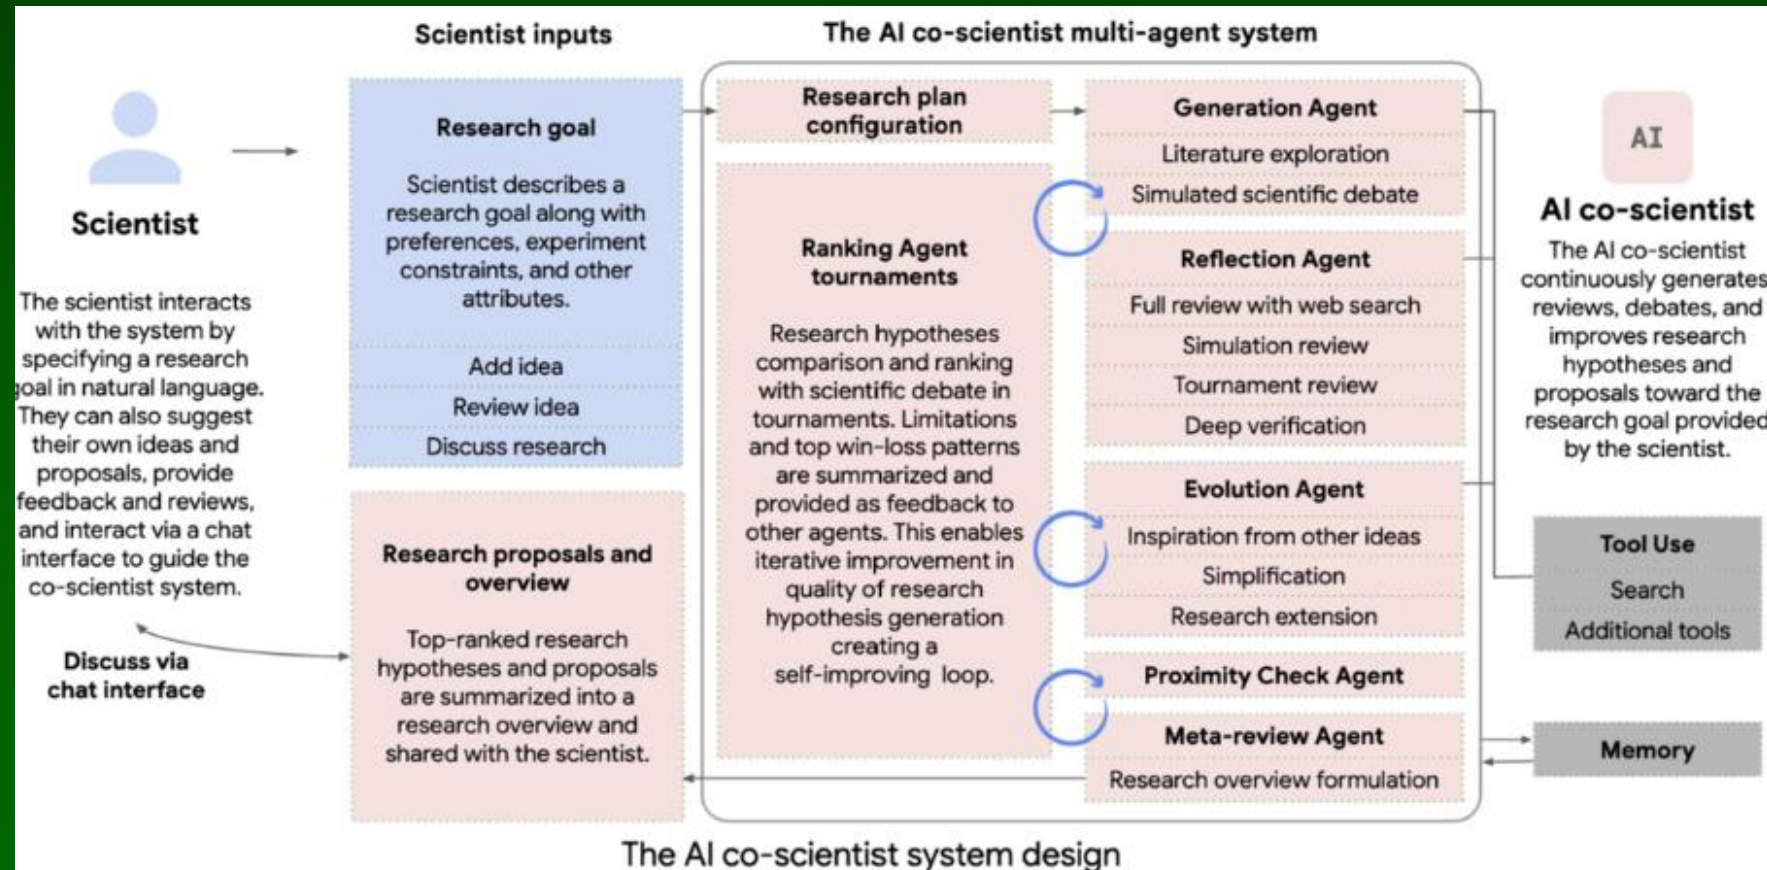 Scientist inputs
The AI co-scientist multi-agent system
Scientist
The scientist interacts
with the system by
specifying a research
goal in natural language.
They can also suggest
their own ideas and
proposals, provide
feedback and reviews,
and interact via a chat
interface to guide the
co-scientist system.
Discuss via
chat interface
Research goal
Scientist describes a
research goal along with
preferences, experiment
constraints, and other
attributes.
Add idea
Review idea
Discuss research
Research proposals and
overview
Top-ranked research
hypotheses and proposals
are summarized into a
research overview and
shared with the scientist.
Research plan
configuration
Ranking Agent
tournaments
Research hypotheses
comparison and ranking
with scientific debate in
tournaments. Limitations
and top win-loss patterns
are summarized and
provided as feedback to
other agents. This enables
iterative improvement in
quality of research
hypothesis generation
creating a
self-improving loop.
Generation Agent
Literature exploration
Simulated scientific debate
Reflection Agent
Full review with web search
Simulation review
Tournament review
Deep verification
Evolution Agent
Inspiration from other ideas
Simplification
Research extension
Proximity Check Agent
Meta-review Agent
Research overview formulation
AI
AI co-scientist
The AI co-scientist
continuously generates
reviews, debates, and
improves research
hypotheses and
proposals toward the
research goal provided
by the scientist.
Tool Use
Search
Additional tools
Memory
The AI co-scientist system design